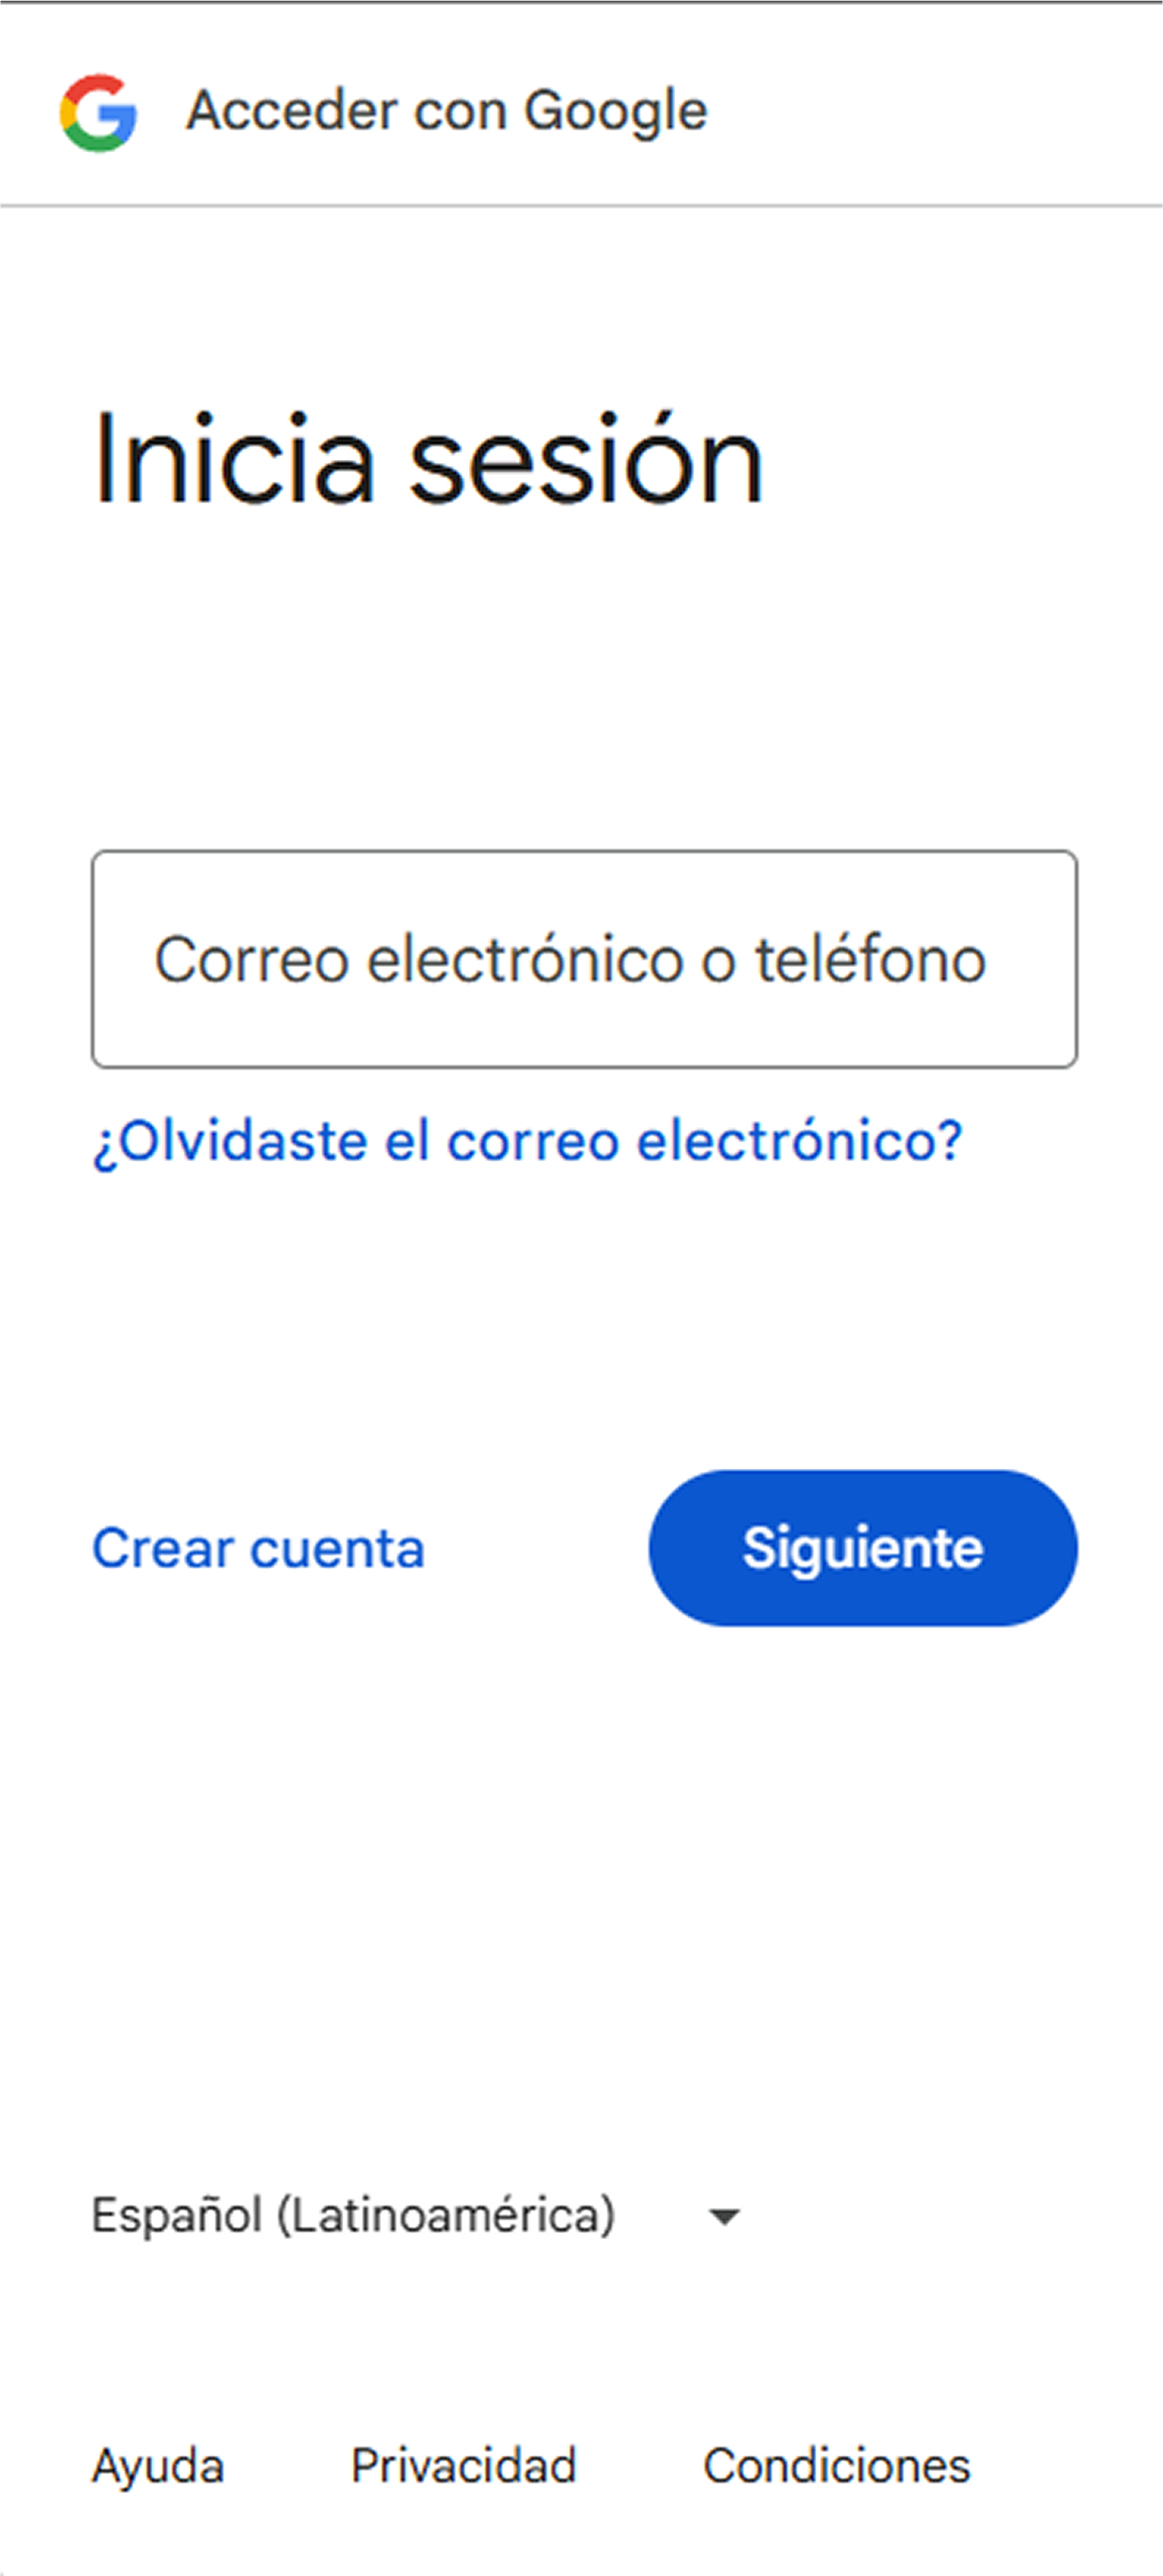 Acceder con Google
Inicia sesión
Correo electrónico o teléfono
¿Olvidaste el correo electrónico?
Crear cuenta
Siguiente
Español (Latinoamérica)
Ayuda Privacidad Condiciones